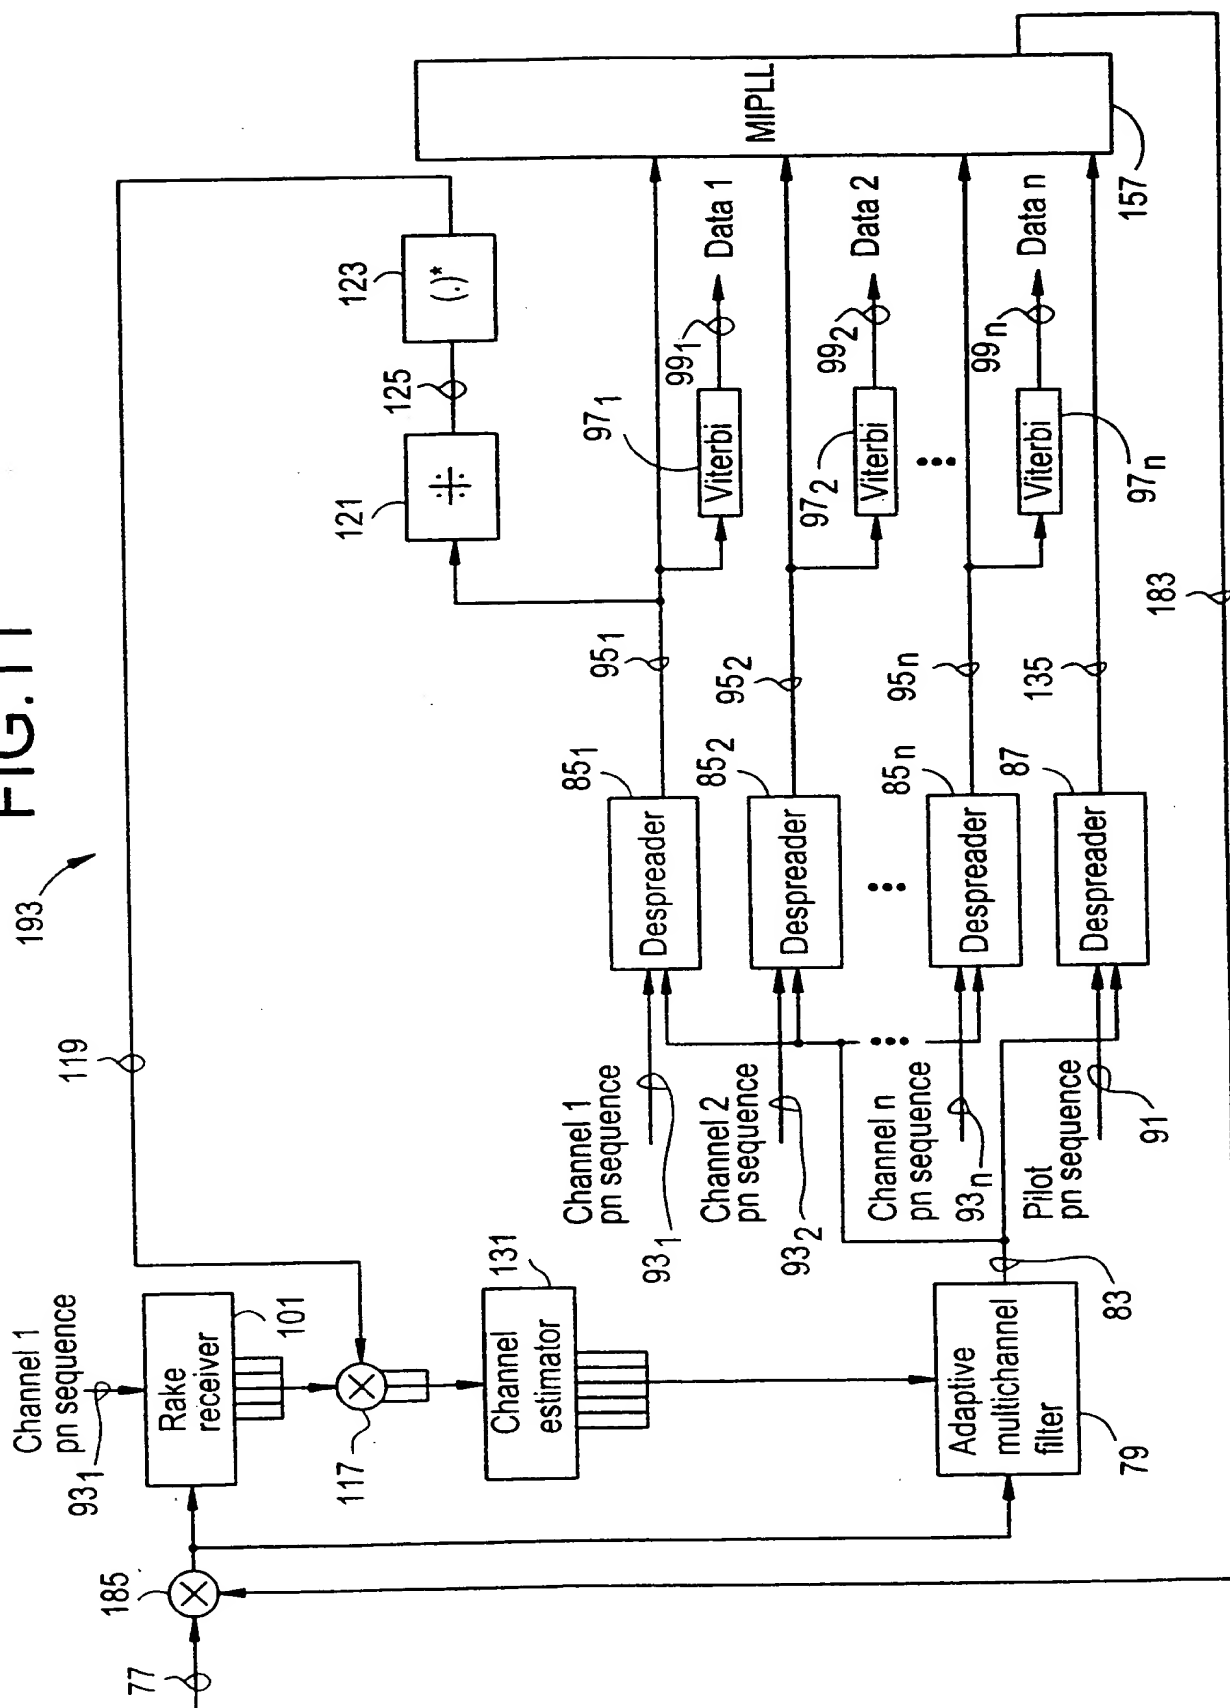 FIG. 11
193
119
121
125
123
(.)*
MIPLL
157
77
185
Channel 1
pn sequence
931
Rake
receiver
101
117
131
Channel
estimator
Adaptive
multichannel
filter
79
83
Channel 1
pn sequence
931
Despreader
851
951
971
Viterbi
991
Data 1
Channel 2
pn sequence
932
Despreader
852
952
972
Viterbi
992
Data 2
Channel n
pn sequence
93n
Despreader
85n
95n
97n
Viterbi
99n
Data n
Pilot
pn sequence
91
Despreader
87
135
183